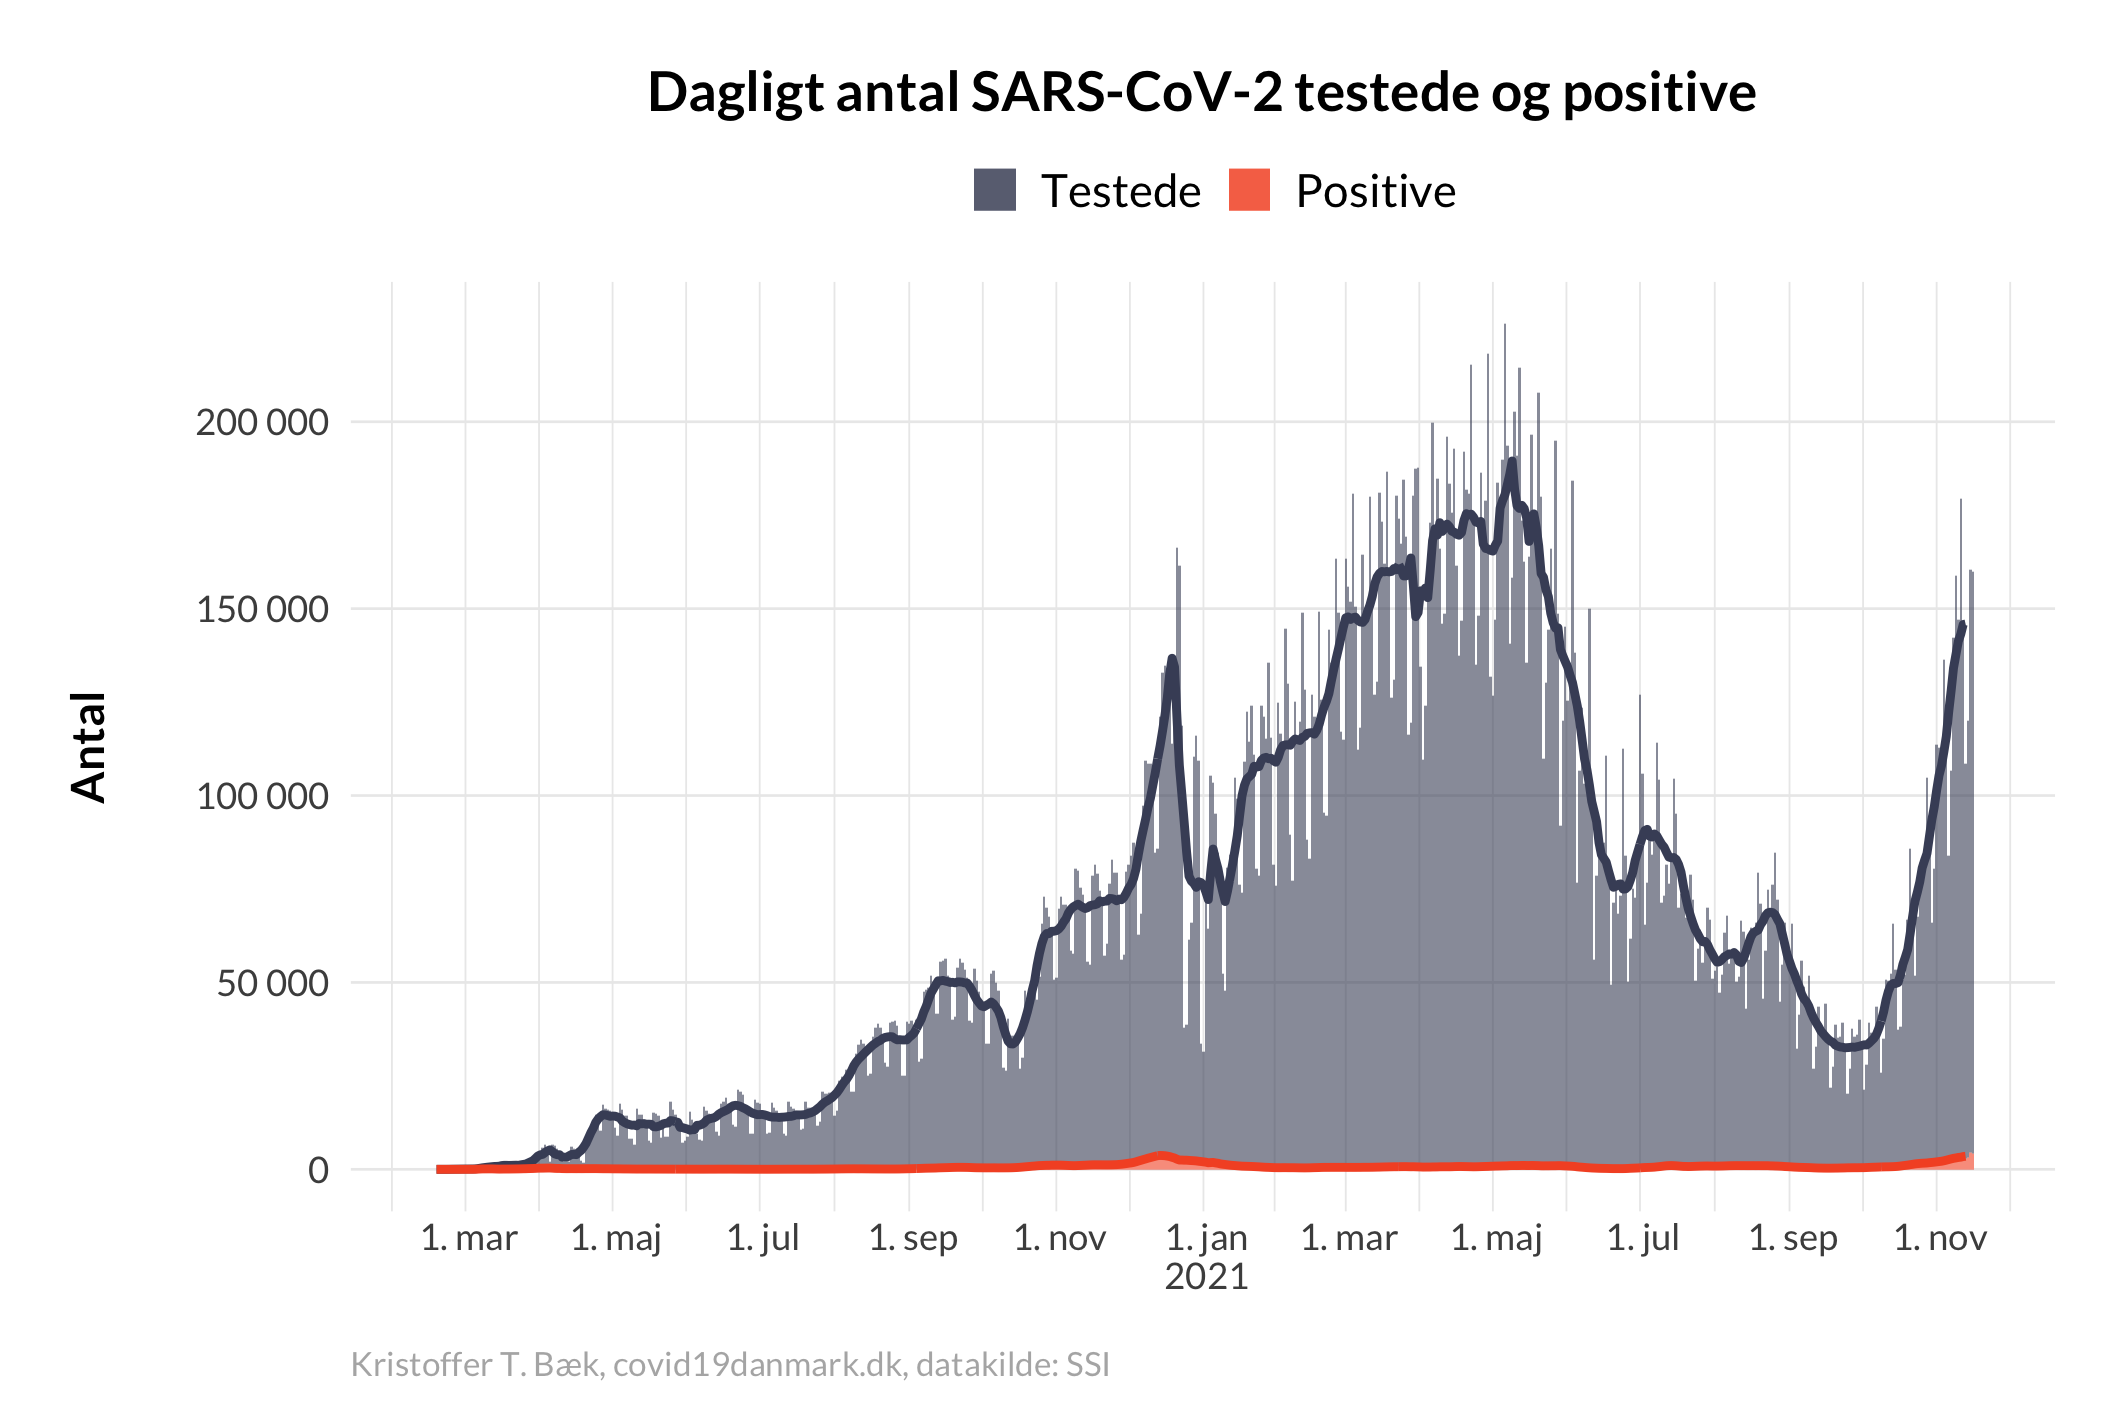 Dagligt antal SARS-CoV-2 testede og positive
Testede Positive
Antal
200 000
150 000
100 000
50 000
0
1. mar 1. maj 1. jul 1. sep 1. nov 1. jan 1. mar 1. maj 1. jul 1. sep 1. nov
2021
Kristoffer T. Bæk, covid19danmark.dk, datakilde: SSI